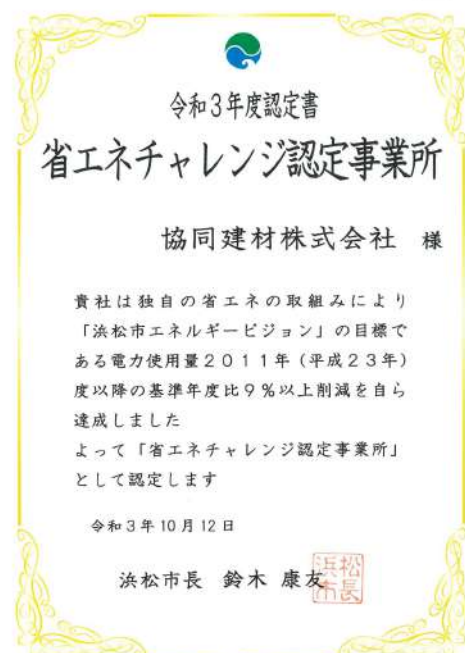 令和3年度認定書
省エネチャレンジ認定事業所
協同建材株式会社 様
貴社は独自の省エネの取組みにより
「浜松市エネルギービジョン」の目標で
ある電力使用量2011年(平成23年)
度以降の基準年度比9%以上削減を自ら
達成しました
よって「省エネチャレンジ認定事業所」
として認定します
令和3年10月12日
浜松市長 鈴木 康友
浜松
市長